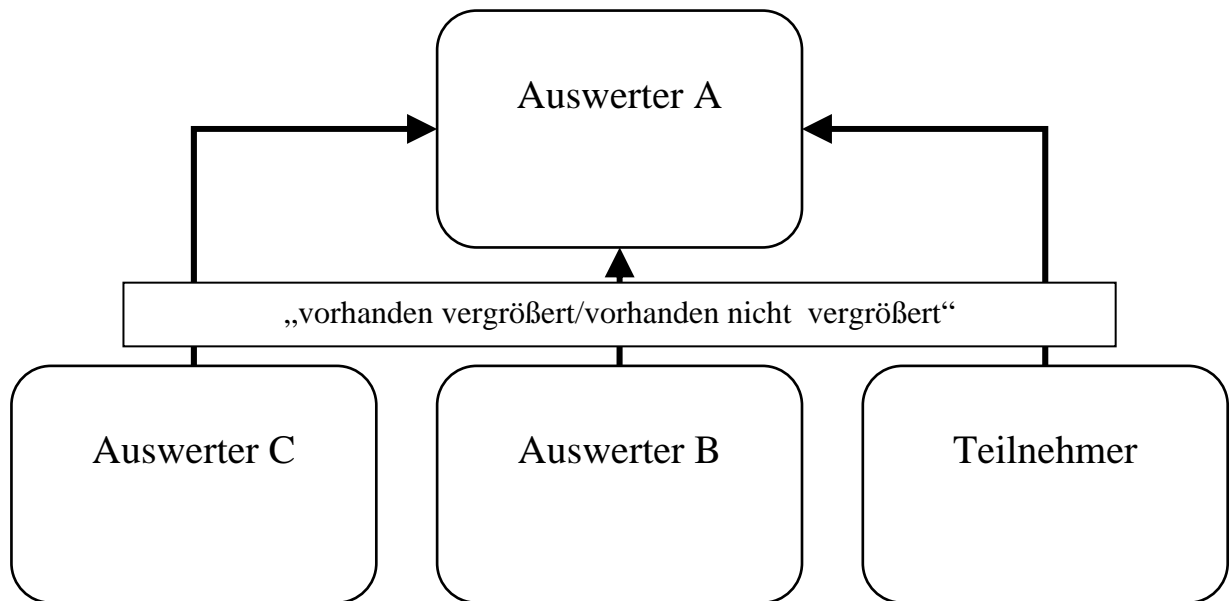 Auswerter A
„vorhanden vergrößert/vorhanden nicht  vergrößert“
Auswerter C
Auswerter B
Teilnehmer